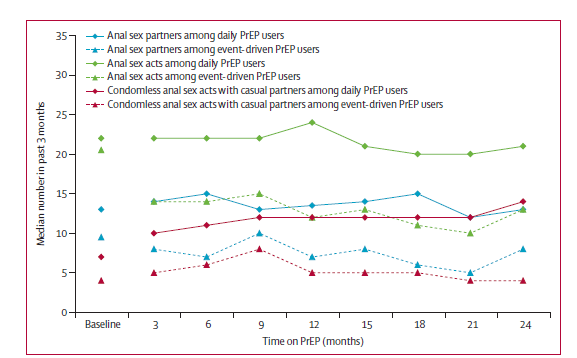 Anal sex partners among daily PrEP users
Anal sex partners among event-driven PrEP users
Anal sex acts among daily PrEP users
Anal sex acts among event-driven PrEP users
Condomless anal sex acts with casual partners among daily PrEP users
Condomless anal sex acts with casual partners among event-driven PrEP users
Median number in past 3 months
35
30
25
20
15
10
5
0
Baseline 3 6 9 12 15 18 21 24
Time on PrEP (months)